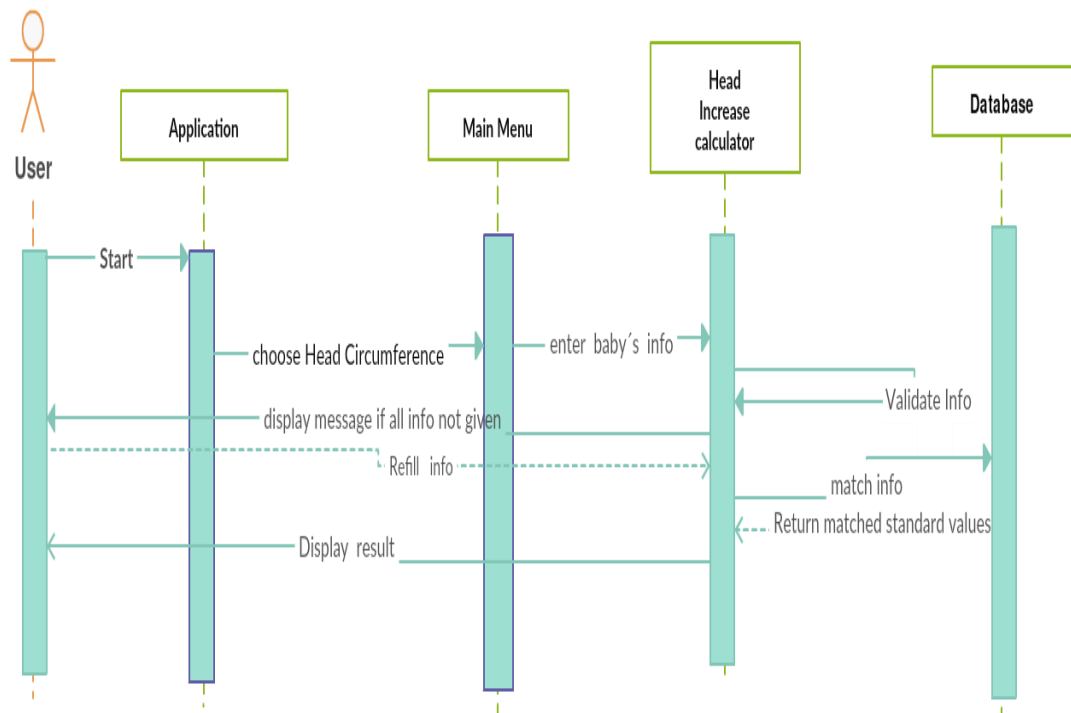 User
Application
Main Menu
Head
Increase
calculator
Database
Start
choose Head Circumference
enter baby´s info
Validate Info
display message if all info not given
Refill info
match info
Return matched standard values
Display result